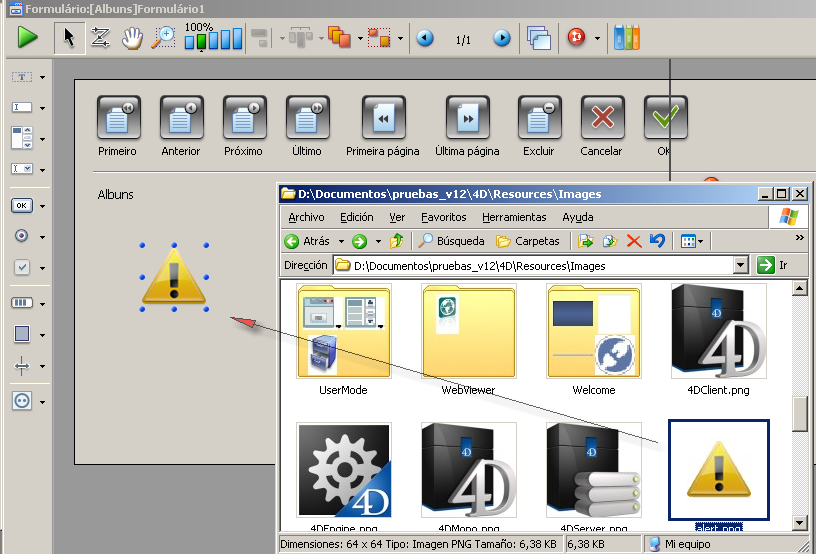 Formulário:[Albuns]Formulário1
100%
1/1
Primeiro Anterior Próximo Último Primeira página Última página Excluir Cancelar OK
Albuns
D:\Documentos\pruebas_v12\4D\Resources\Images
Archivo Edición Ver Favoritos Herramientas Ayuda
Atrás Búsqueda Carpetas
Dirección D:\Documentos\pruebas_v12\4D\Resources\Images Ir
UserMode WebViewer Welcome 4DClient.png
4DEngine.png 4DMono.png 4DServer.png alert.png
Dimensiones: 64 x 64 Tipo: Imagen PNG Tamaño: 6,38 KB 6,38 KB Mi equipo